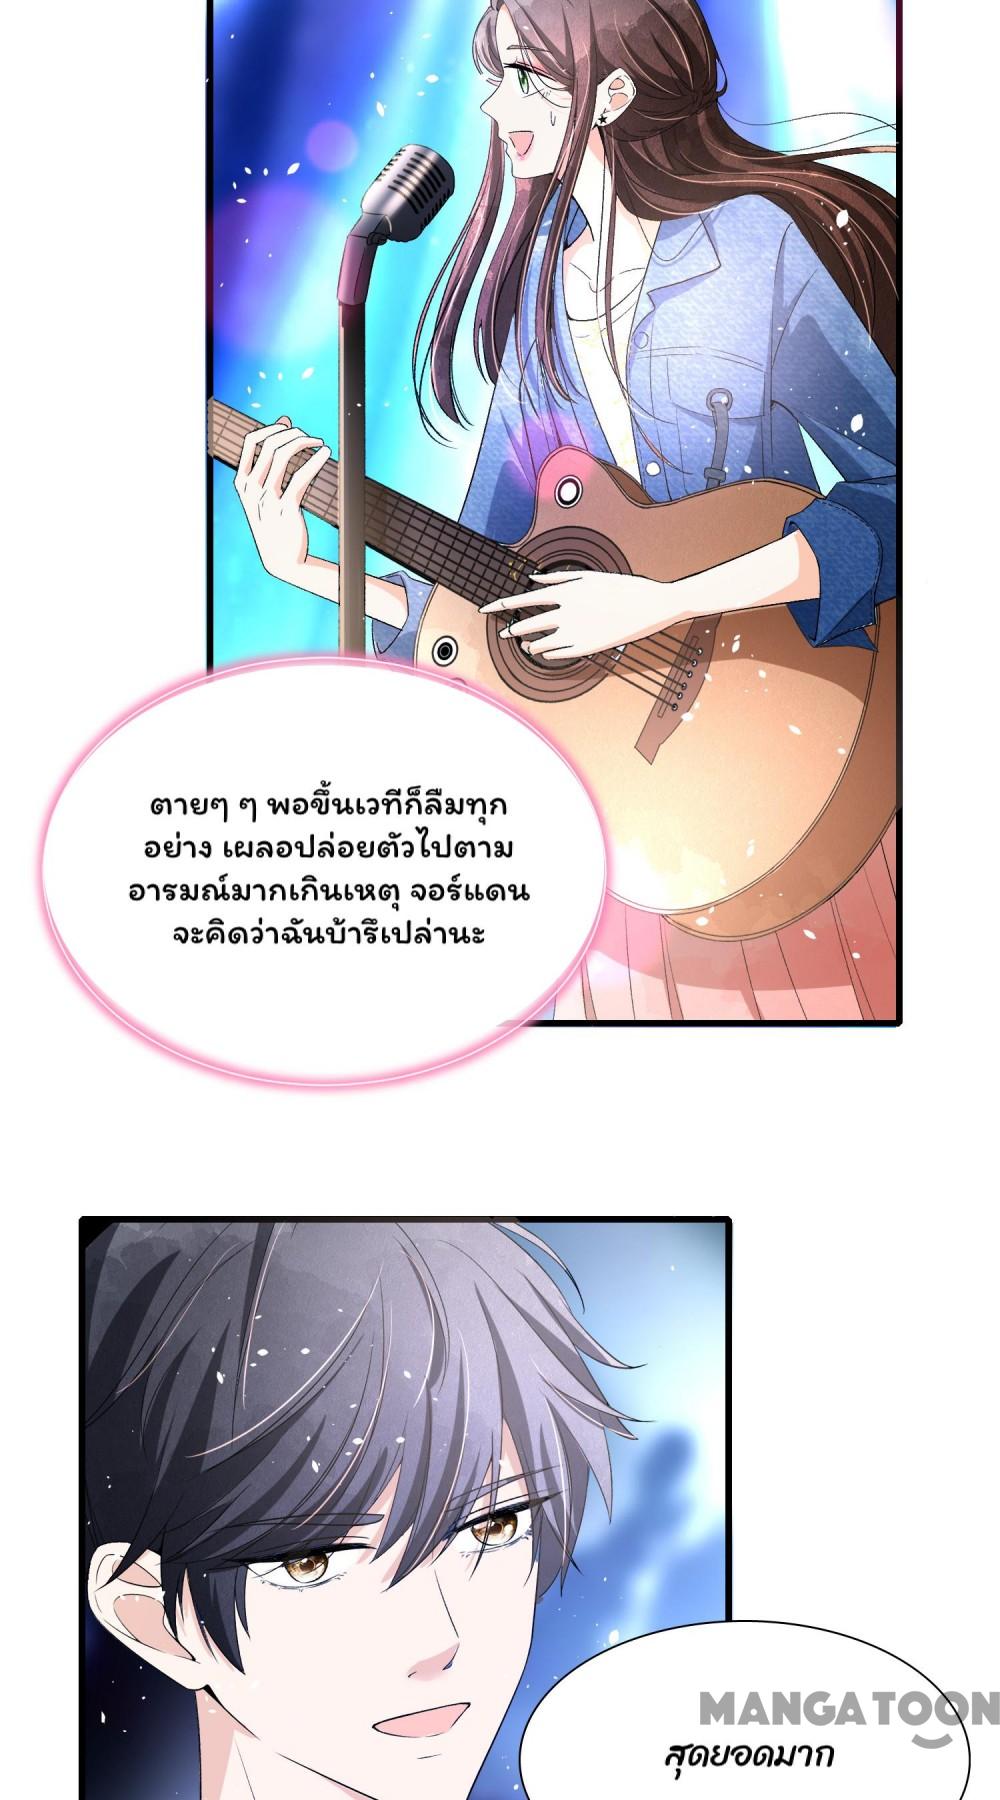 ตายๆ ๆ พอขึ้นเวทีก็ลืมทุก
อย่าง เผลอปล่อยตัวไปตาม
อารมณ์มากเกินเหตุ จอร์แดน
จะคิดว่าฉันบ้ารึเปล่านะ
MANGATOON
สุดยอดมาก